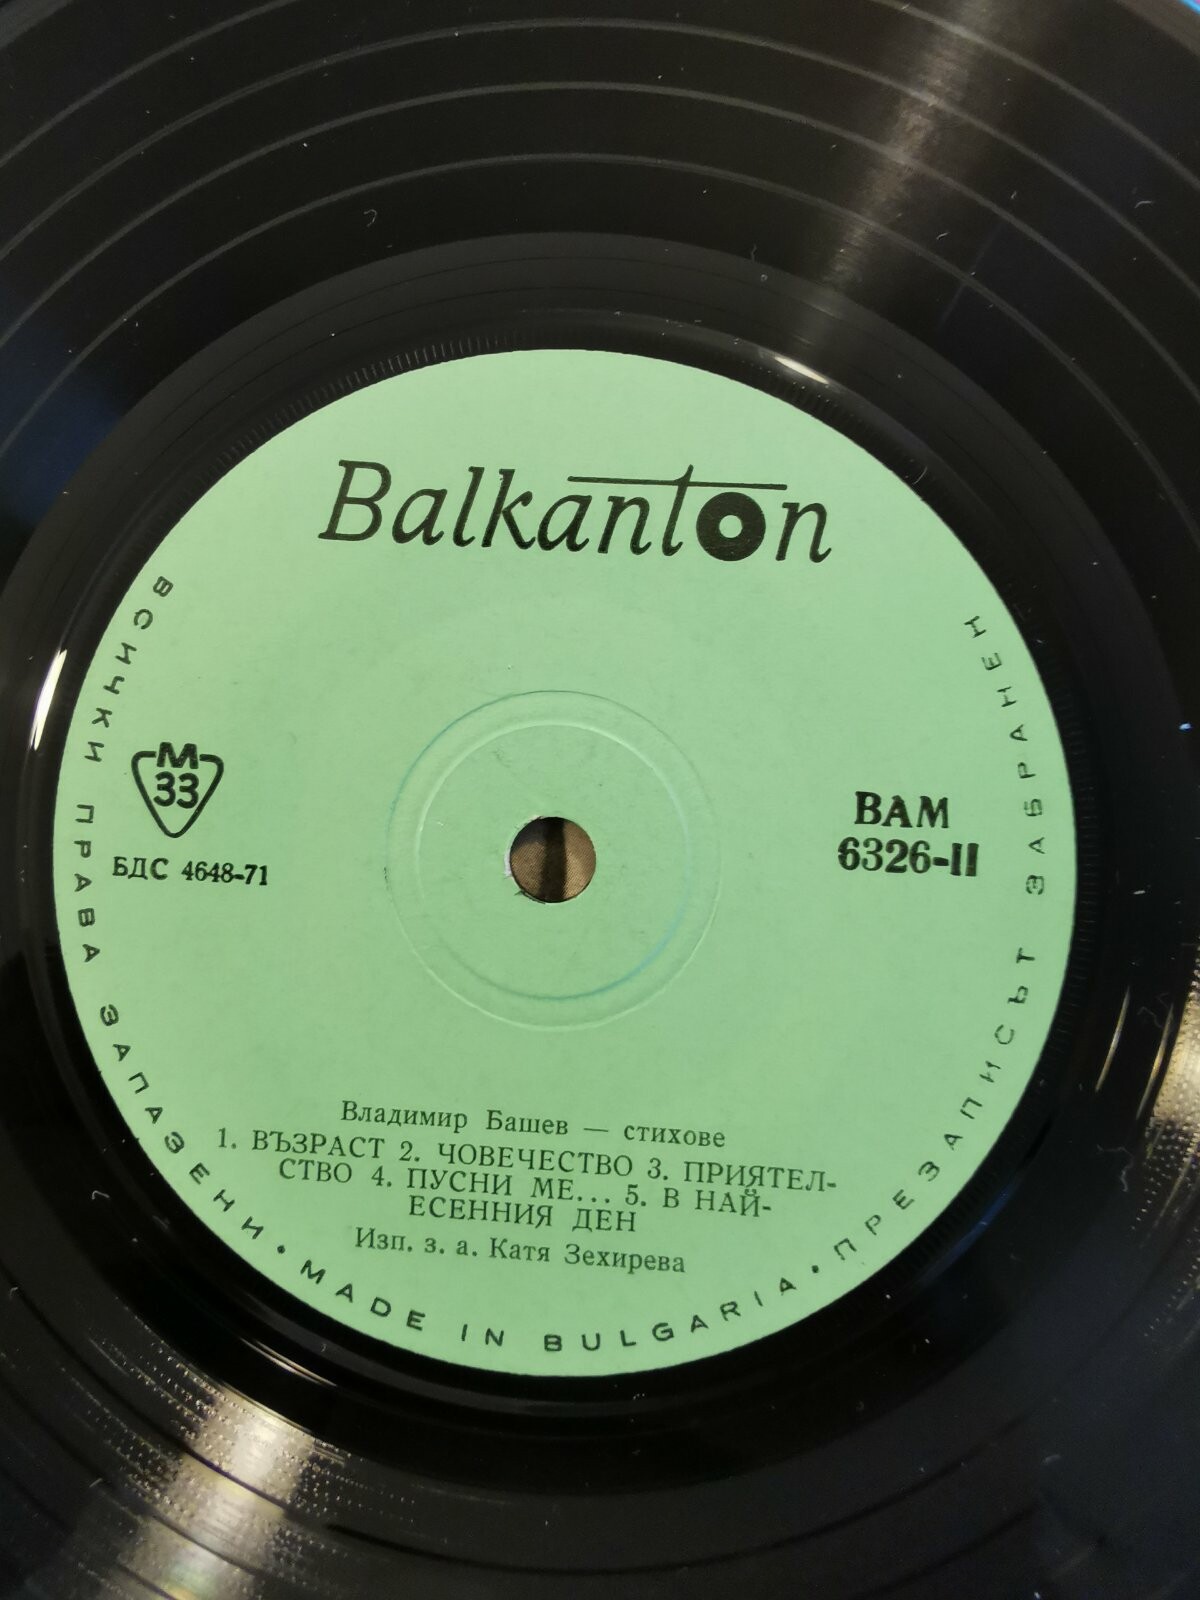 Balkanton
ВСИЧКИ ПРАВА ЗАПАЗЕНИ • MADE IN BULGARIA • ПРЕЗАПИСЪТ ЗАБРАНЕН
М
33
БДС 4648-71
ВАМ
6326-II
Владимир Башев — стихове
1. ВЪЗРАСТ 2. ЧОВЕЧЕСТВО 3. ПРИЯТЕЛ-
СТВО 4. ПУСНИ МЕ... 5. В НАЙ-
ЕСЕННИЯ ДЕН
Изп. з. а. Катя Зехирева